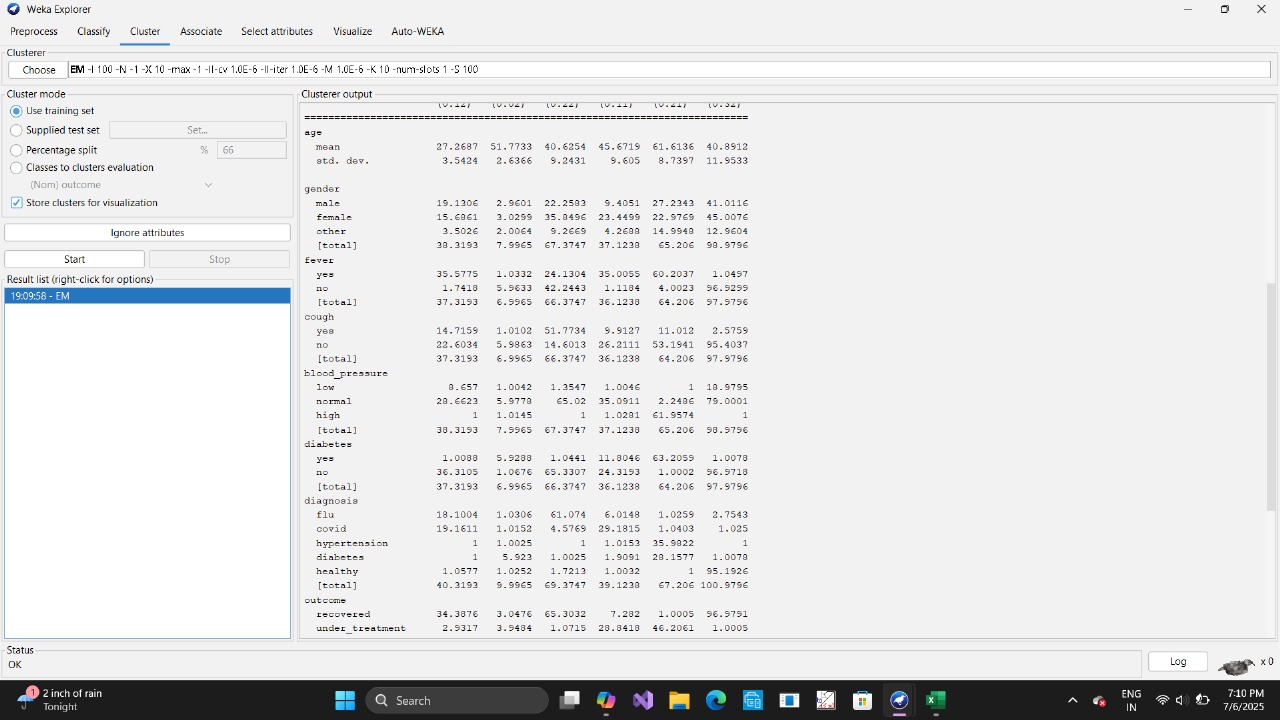 Weka Explorer
Preprocess Classify Cluster Associate Select attributes Visualize Auto-WEKA
Clusterer
Choose EM -I 100 -N -1 -X 10 -max -1 -ll-cv 1.0E-6 -ll-iter 1.0E-6 -M 1.0E-6 -K 10 -num-slots 1 -S 100
Cluster mode
Use training set
Supplied test set Set...
Percentage split % 66
Classes to clusters evaluation
(Nom) outcome
Store clusters for visualization
Ignore attributes
Start Stop
Result list (right-click for options)
19:09:58 - EM
Clusterer output
(0.12) (0.02) (0.22) (0.11) (0.21) (0.32)
===========================================================================
age
mean 27.2687 51.7733 40.6254 45.6719 61.6136 40.8912
std. dev. 3.5424 2.6366 9.2431 9.605 8.7397 11.9533
gender
male 19.1306 2.9601 22.2583 9.4051 27.2343 41.0116
female 15.6861 3.0299 35.8496 23.4499 22.9769 45.0076
other 3.5026 2.0064 9.2669 4.2688 14.9948 12.9604
[total] 38.3193 7.9965 67.3747 37.1238 65.206 98.9796
fever
yes 35.5775 1.0332 24.1304 35.0055 60.2037 1.0497
no 1.7418 5.9633 42.2443 1.1184 4.0023 96.9299
[total] 37.3193 6.9965 66.3747 36.1238 64.206 97.9796
cough
yes 14.7159 1.0102 51.7734 9.9127 11.012 2.5759
no 22.6034 5.9863 14.6013 26.2111 53.1941 95.4037
[total] 37.3193 6.9965 66.3747 36.1238 64.206 97.9796
blood_pressure
low 8.657 1.0042 1.3547 1.0046 1 18.9795
normal 28.6623 5.9778 65.02 35.0911 2.2486 79.0001
high 1 1.0145 1 1.0281 61.9574 1
[total] 38.3193 7.9965 67.3747 37.1238 65.206 98.9796
diabetes
yes 1.0088 5.9288 1.0441 11.8046 63.2059 1.0078
no 36.3105 1.0676 65.3307 24.3193 1.0002 96.9718
[total] 37.3193 6.9965 66.3747 36.1238 64.206 97.9796
diagnosis
flu 18.1004 1.0306 61.074 6.0148 1.0259 2.7543
covid 19.1611 1.0152 4.5769 29.1815 1.0403 1.025
hypertension 1 1.0025 1 1.0153 35.9822 1
diabetes 1 5.923 1.0025 1.9091 28.1577 1.0078
healthy 1.0577 1.0252 1.7213 1.0032 1 95.1926
[total] 40.3193 9.9965 69.3747 39.1238 67.206 100.9796
outcome
recovered 34.3876 3.0476 65.3032 7.282 1.0005 96.9791
under_treatment 2.9317 3.9484 1.0715 28.8418 46.2061 1.0005
Status
OK
Log x 0
1
2 inch of rain
Tonight
Search
ENG
IN
7:10 PM
7/6/2025